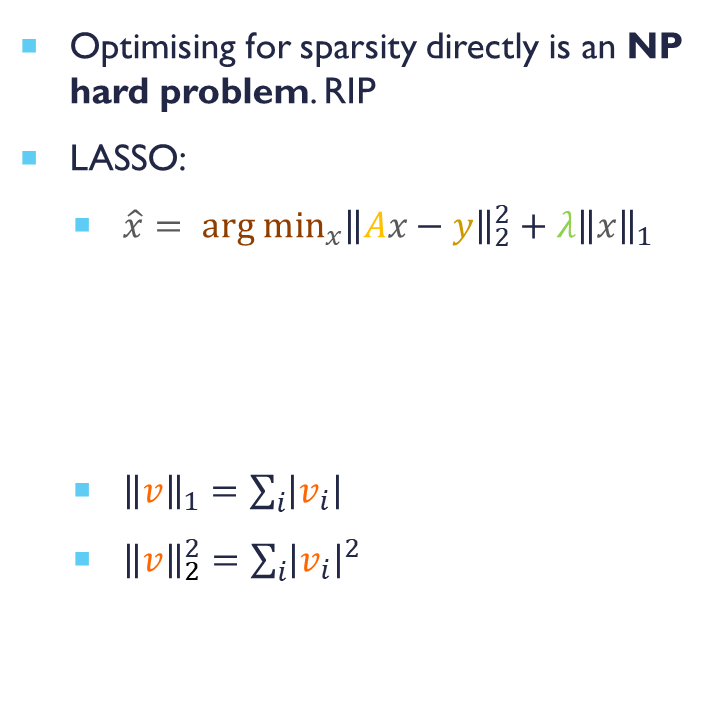 Optimising for sparsity directly is an NP
hard problem. RIP
LASSO:
x̂ = arg minₓ‖Ax − y‖₂² + λ‖x‖₁
‖v‖₁ = ∑ᵢ|vᵢ|
‖v‖₂² = ∑ᵢ|vᵢ|²